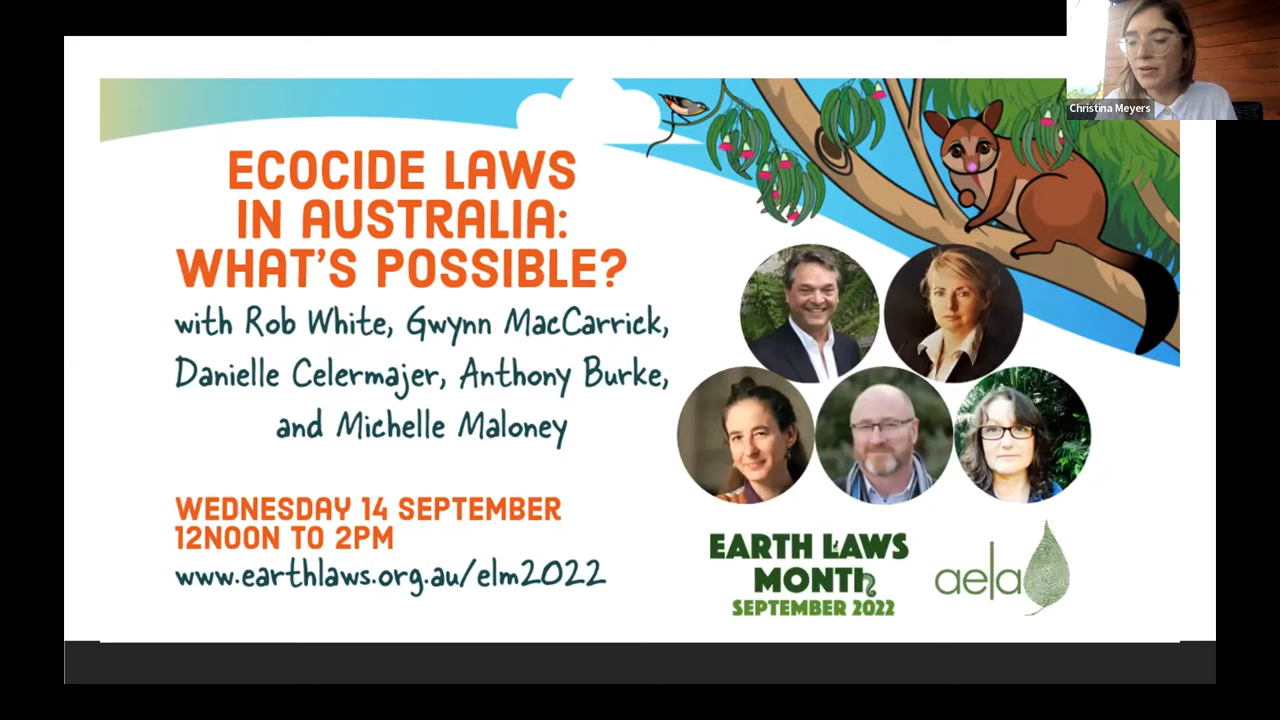 Christina Meyers
ECOCIDE LAWS
IN AUSTRALIA:
WHAT'S POSSIBLE?
with Rob White, Gwynn MacCarrick,
Danielle Celermajer, Anthony Burke,
and Michelle Maloney
WEDNESDAY 14 SEPTEMBER
12NOON TO 2PM
www.earthlaws.org.au/elm2022
EARTH LAWS
MONTH
SEPTEMBER 2022
aela